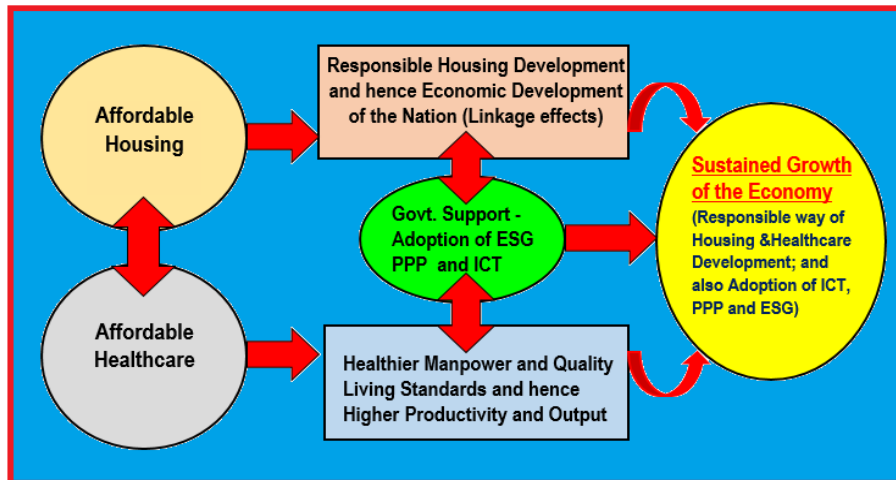 Affordable
Housing
Responsible Housing Development
and hence Economic Development
of the Nation (Linkage effects)
Sustained Growth
of the Economy
(Responsible way of
Housing &Healthcare
Development; and
also Adoption of ICT,
PPP and ESG)
Govt. Support -
Adoption of ESG
PPP and ICT
Affordable
Healthcare
Healthier Manpower and Quality
Living Standards and hence
Higher Productivity and Output